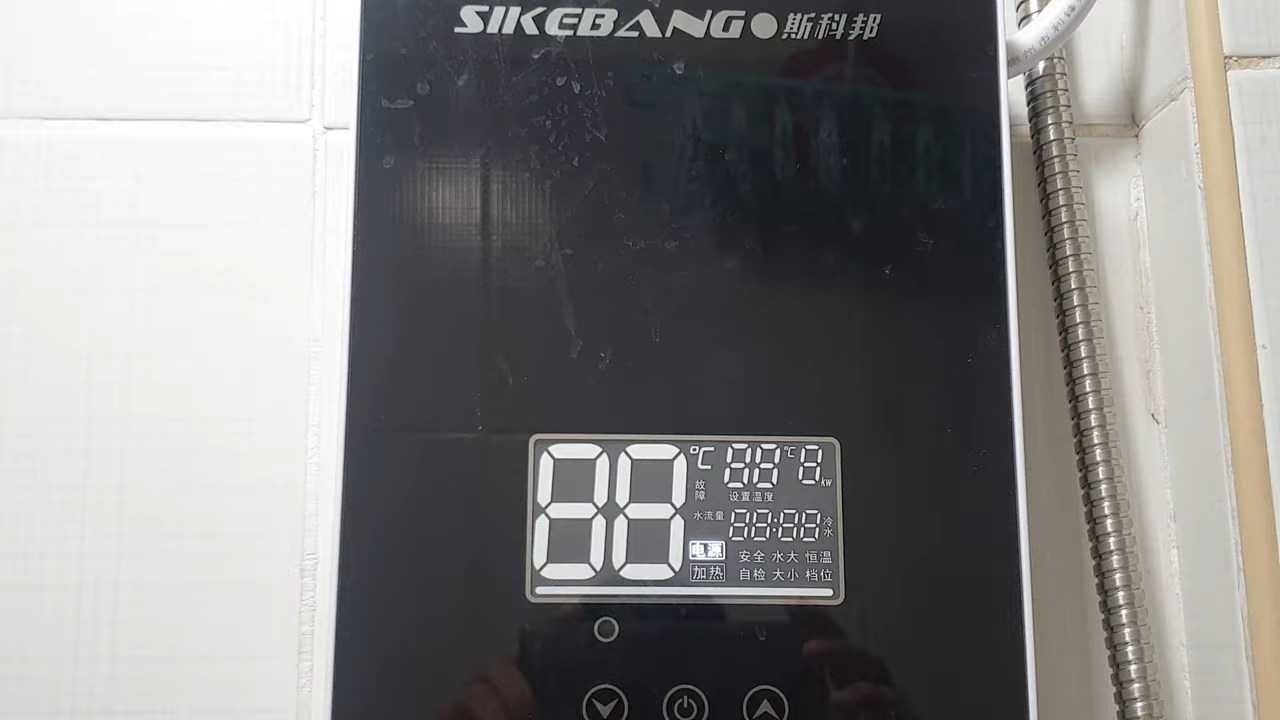 SIKEBANG●斯科邦
88 ℃ 88 ℃ 8 kw
故障
设置温度
水流量 88:88 冷水
电源 安全 水大 恒温
加热 自检 大小 档位